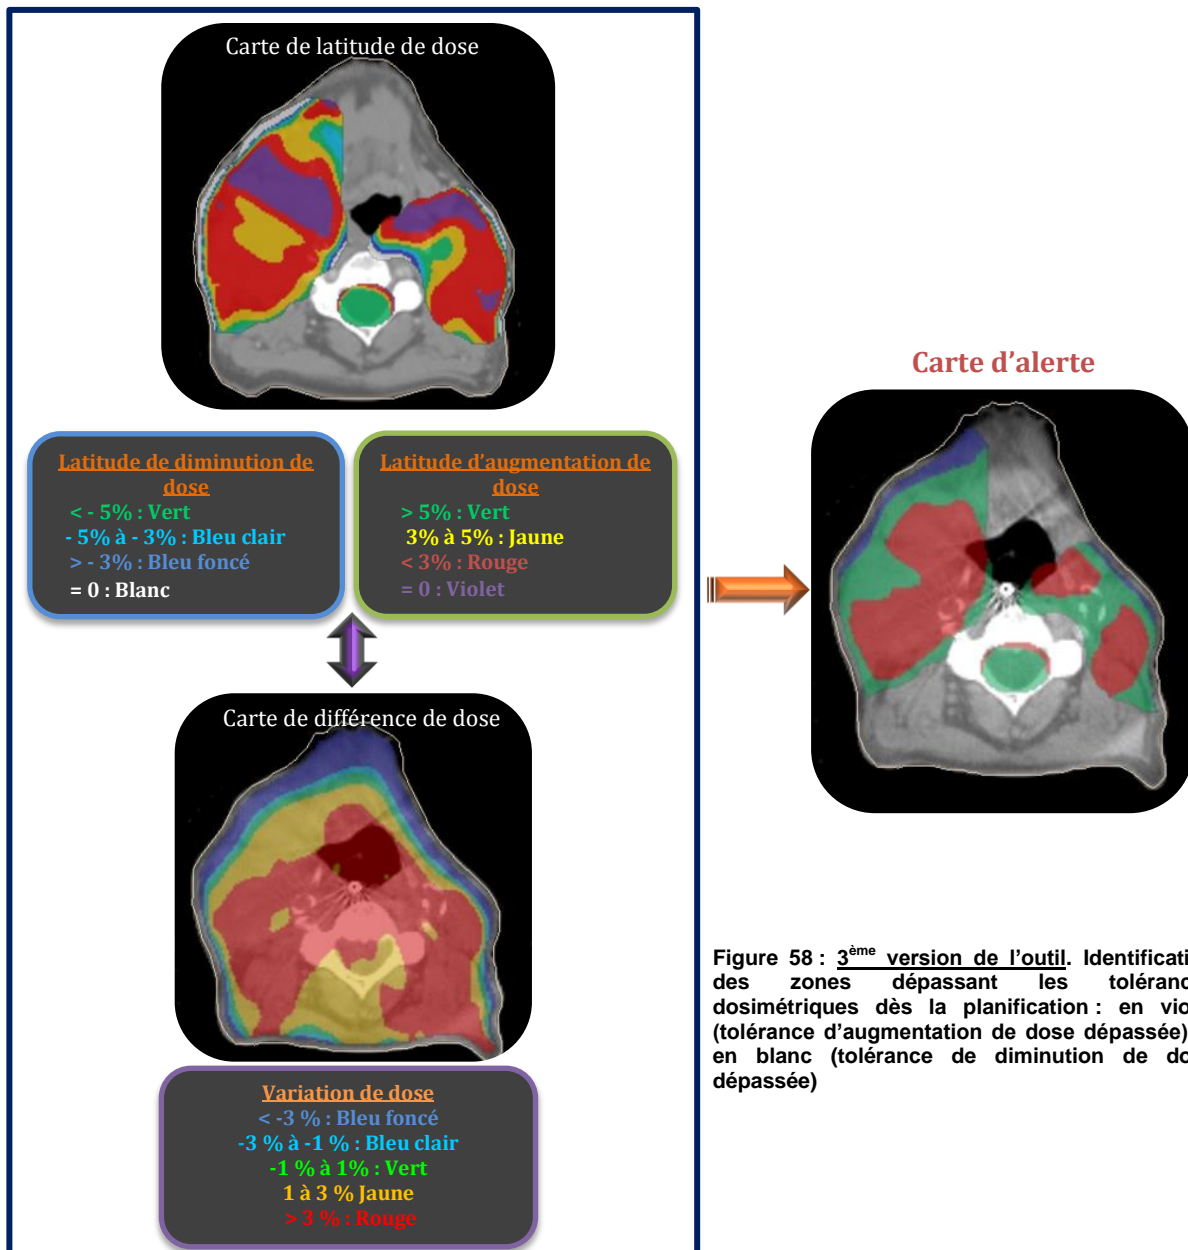 Carte de latitude de dose
Latitude de diminution de
dose
< - 5% : Vert
- 5% à - 3% : Bleu clair
> - 3% : Bleu foncé
= 0 : Blanc
Latitude d'augmentation de
dose
> 5% : Vert
3% à 5% : Jaune
< 3% : Rouge
= 0 : Violet
Carte de différence de dose
Variation de dose
< -3 % : Bleu foncé
-3 % à -1 % : Bleu clair
-1 % à 1% : Vert
1 à 3 % Jaune
> 3 % : Rouge
Carte d'alerte
Figure 58 : 3ème version de l'outil. Identificati
des zones dépassant les toléranc
dosimétriques dès la planification : en vio
(tolérance d'augmentation de dose dépassée)
en blanc (tolérance de diminution de do
dépassée)